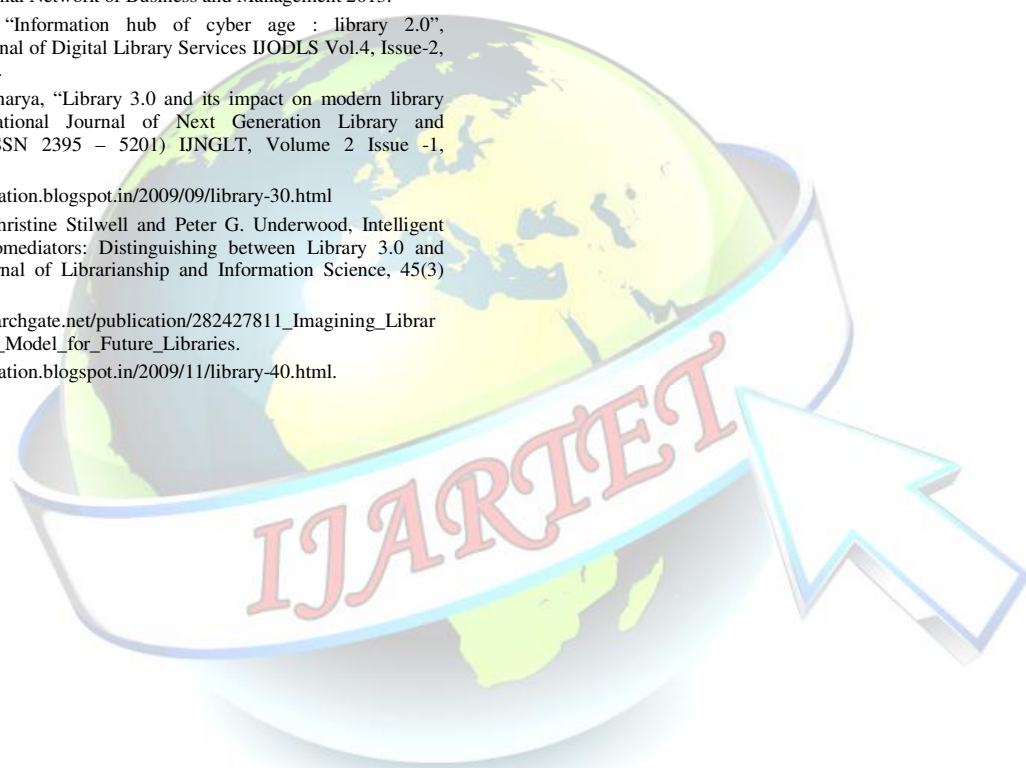 nal Network of Business and Management 2013.
“Information hub of cyber age : library 2.0”,
nal of Digital Library Services IJODLS Vol.4, Issue-2,
harya, “Library 3.0 and its impact on modern library
ational Journal of Next Generation Library and
SSN 2395 – 5201) IJNGLT, Volume 2 Issue -1,
ation.blogspot.in/2009/09/library-30.html
hristine Stilwell and Peter G. Underwood, Intelligent
omediators: Distinguishing between Library 3.0 and
rnal of Librarianship and Information Science, 45(3)
archgate.net/publication/282427811_Imagining_Librar
_Model_for_Future_Libraries.
ation.blogspot.in/2009/11/library-40.html.
IJARTET